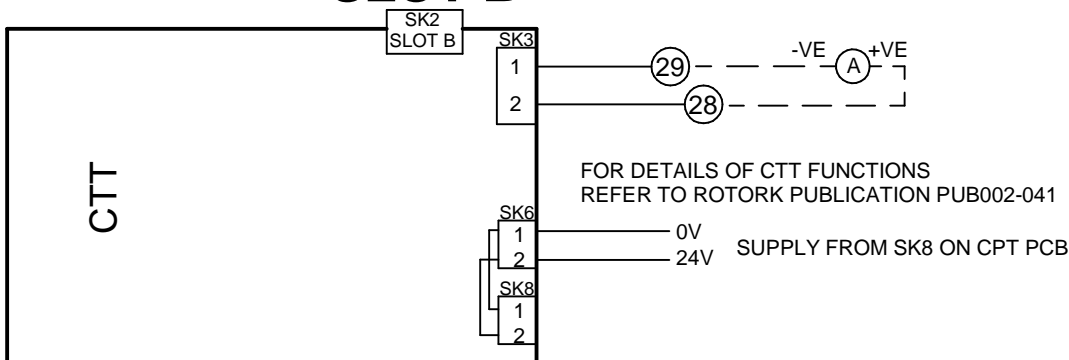 SK2
SLOT B
SK3
1
2
29
28
-VE
A
+VE
CTT
FOR DETAILS OF CTT FUNCTIONS
REFER TO ROTORK PUBLICATION PUB002-041
SK6
1
2
0V
24V
SUPPLY FROM SK8 ON CPT PCB
SK8
1
2